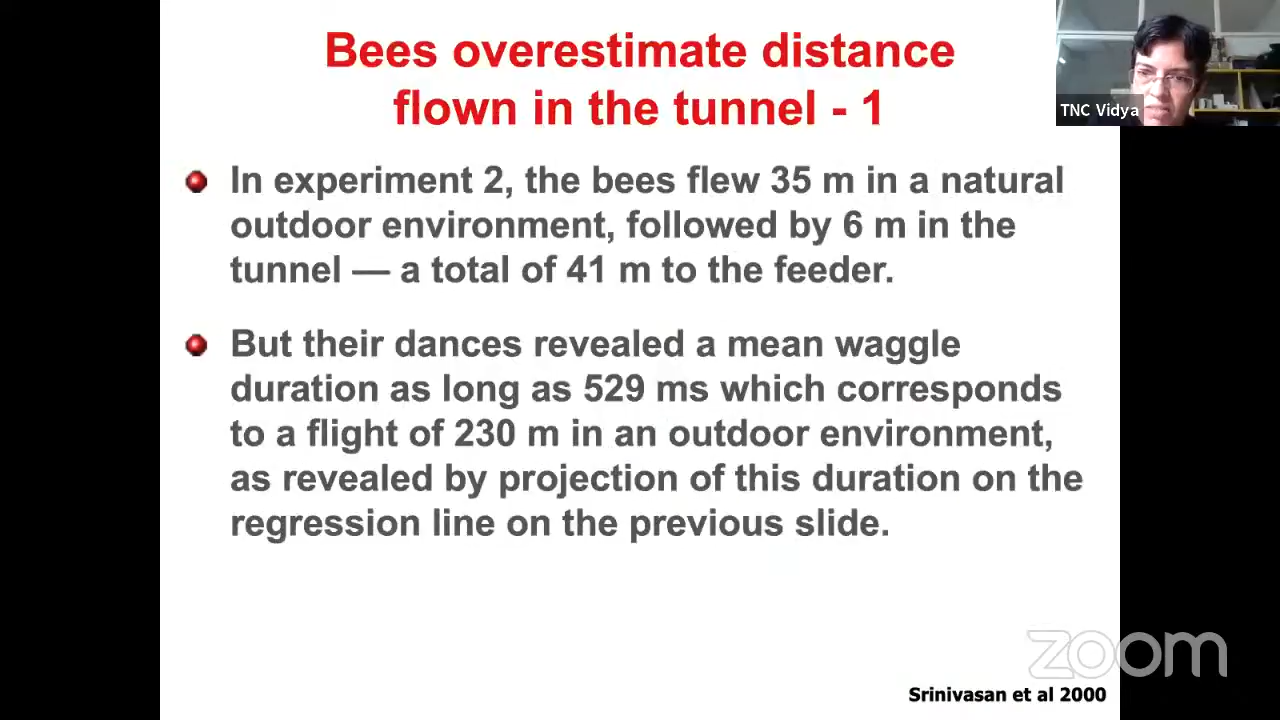 Bees overestimate distance
flown in the tunnel - 1
TNC Vidya
In experiment 2, the bees flew 35 m in a natural
outdoor environment, followed by 6 m in the
tunnel — a total of 41 m to the feeder.
But their dances revealed a mean waggle
duration as long as 529 ms which corresponds
to a flight of 230 m in an outdoor environment,
as revealed by projection of this duration on the
regression line on the previous slide.
zoom
Srinivasan et al 2000